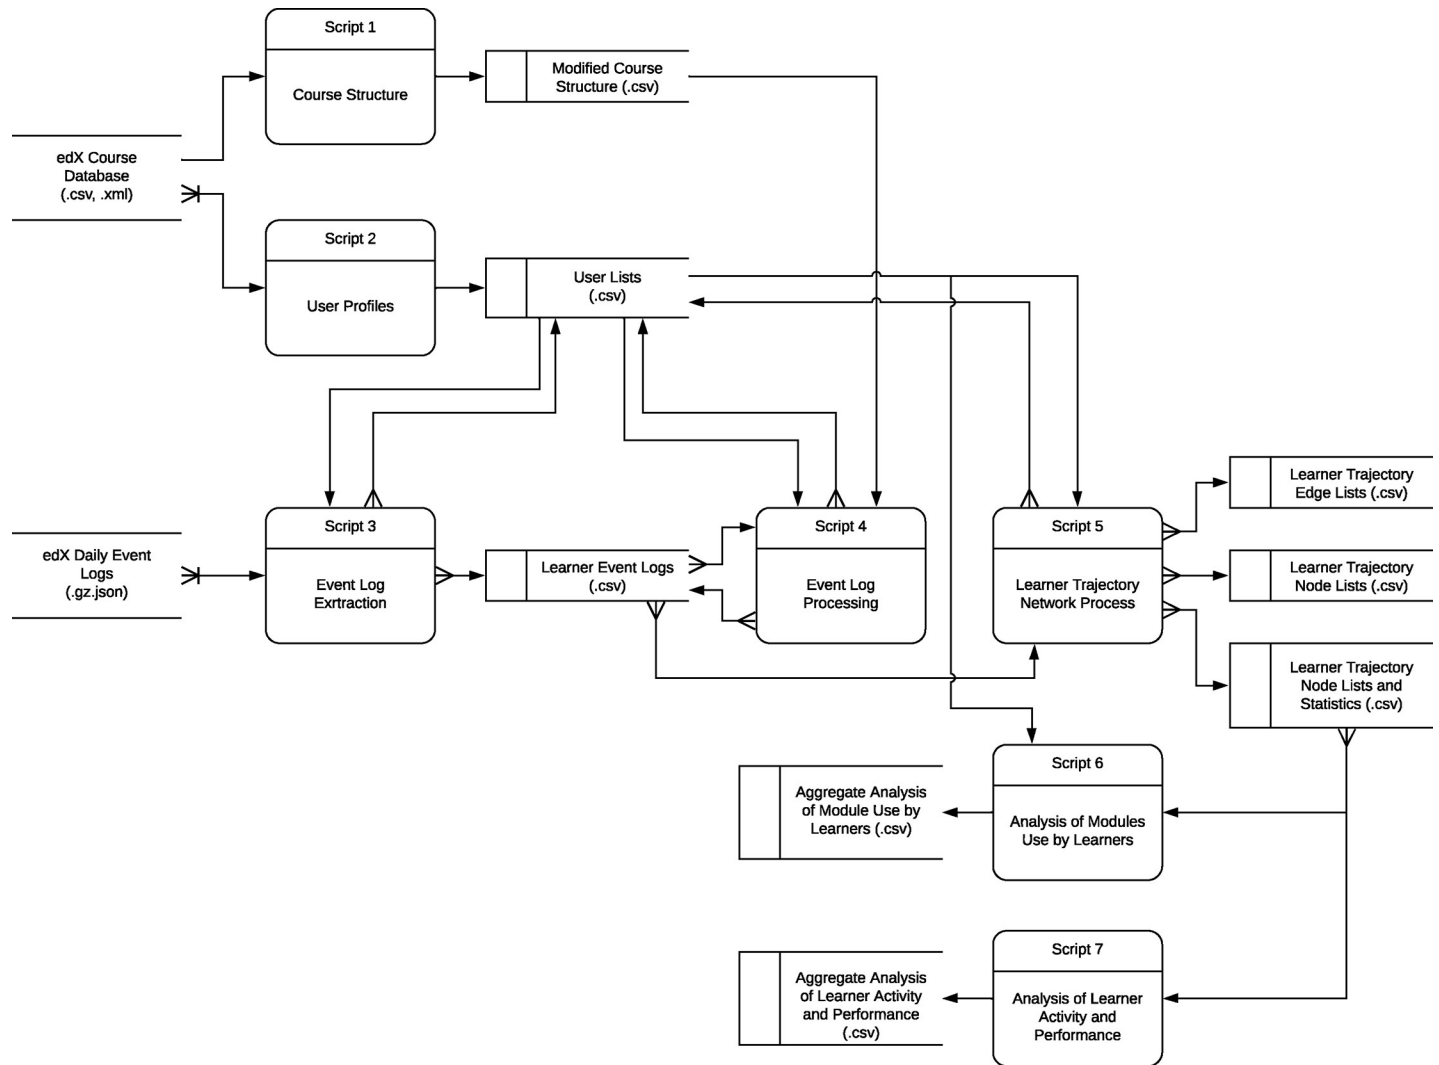 Script 1
Course Structure
Modified Course
Structure (.csv)
edX Course
Database
(.csv, .xml)
Script 2
User Profiles
User Lists
(.csv)
Script 3
Event Log
Exrtraction
edX Daily Event
Logs
(.gz.json)
Learner Event Logs
(.csv)
Script 4
Event Log
Processing
Script 5
Learner Trajectory
Network Process
Learner Trajectory
Edge Lists (.csv)
Learner Trajectory
Node Lists (.csv)
Learner Trajectory
Node Lists and
Statistics (.csv)
Script 6
Analysis of Modules
Use by Learners
Aggregate Analysis
of Module Use by
Learners (.csv)
Script 7
Analysis of Learner
Activity and
Performance
Aggregate Analysis
of Learner Activity
and Performance
(.csv)